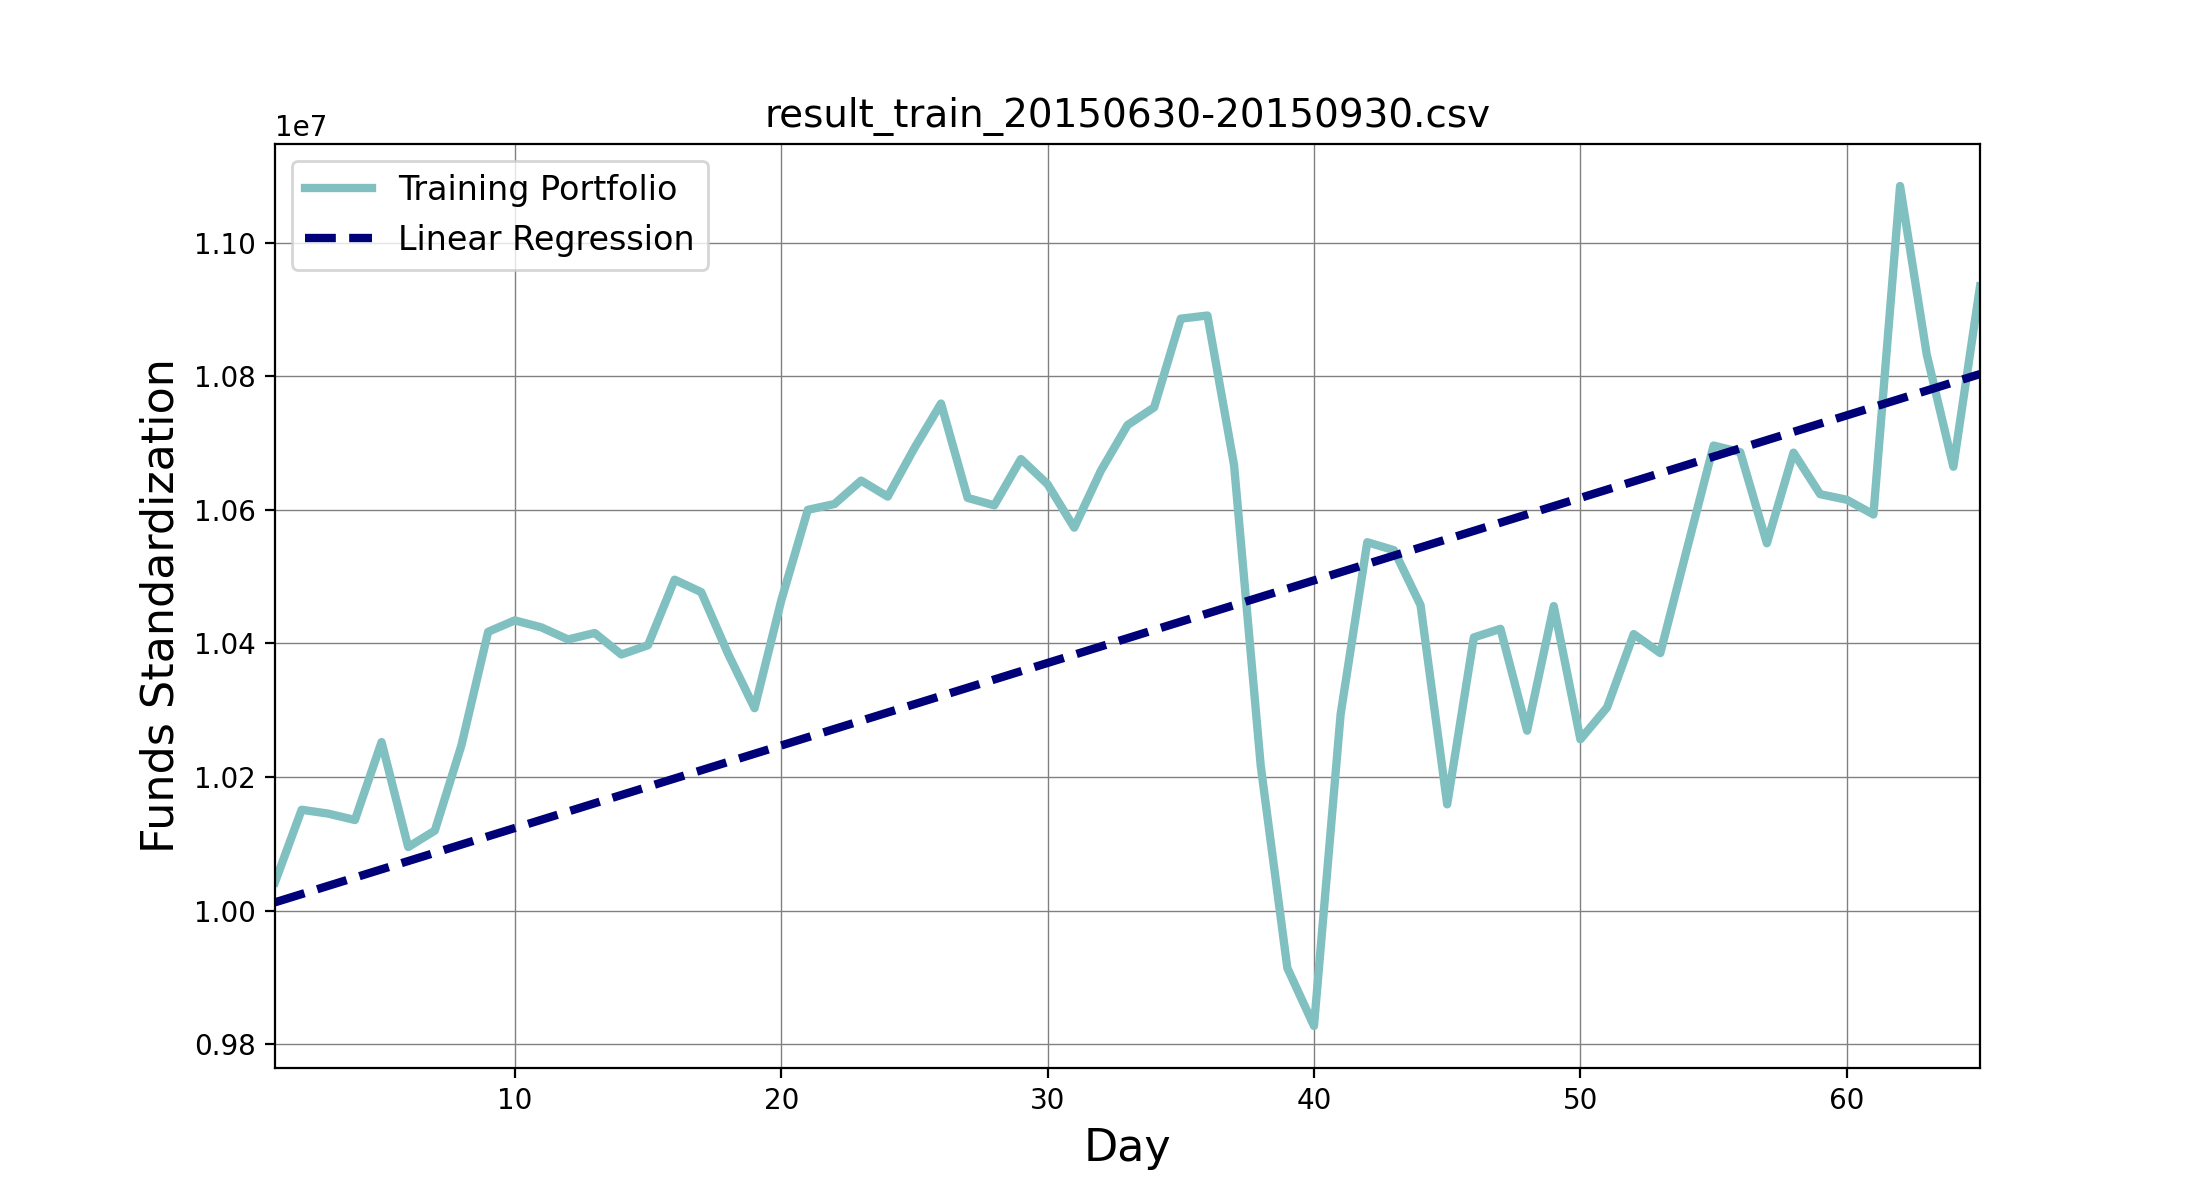 result_train_20150630-20150930.csv
1e7
Training Portfolio
Linear Regression
1.10
1.08
1.06
1.04
1.02
1.00
0.98
Funds Standardization
10 20 30 40 50 60
Day